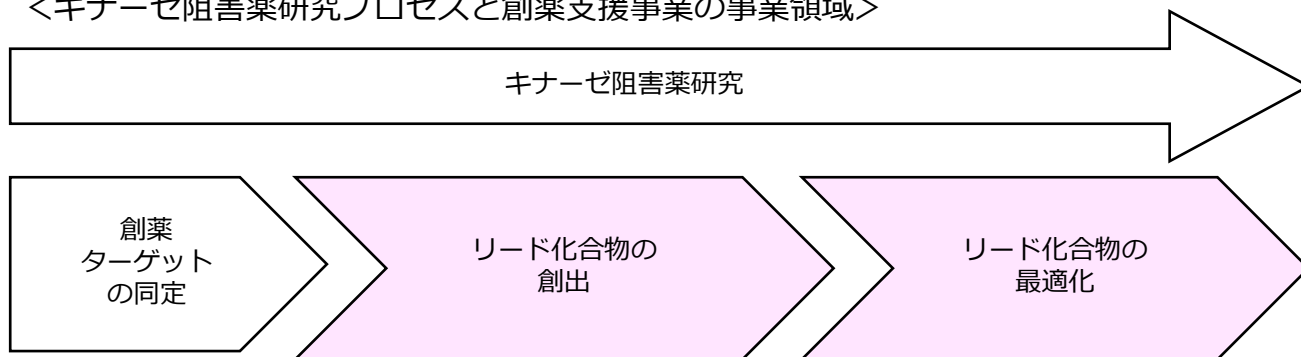 <キナーゼ阻害薬研究プロセスと創薬支援事業の事業領域>
キナーゼ阻害薬研究
創薬
ターゲット
の同定
リード化合物の
創出
リード化合物の
最適化